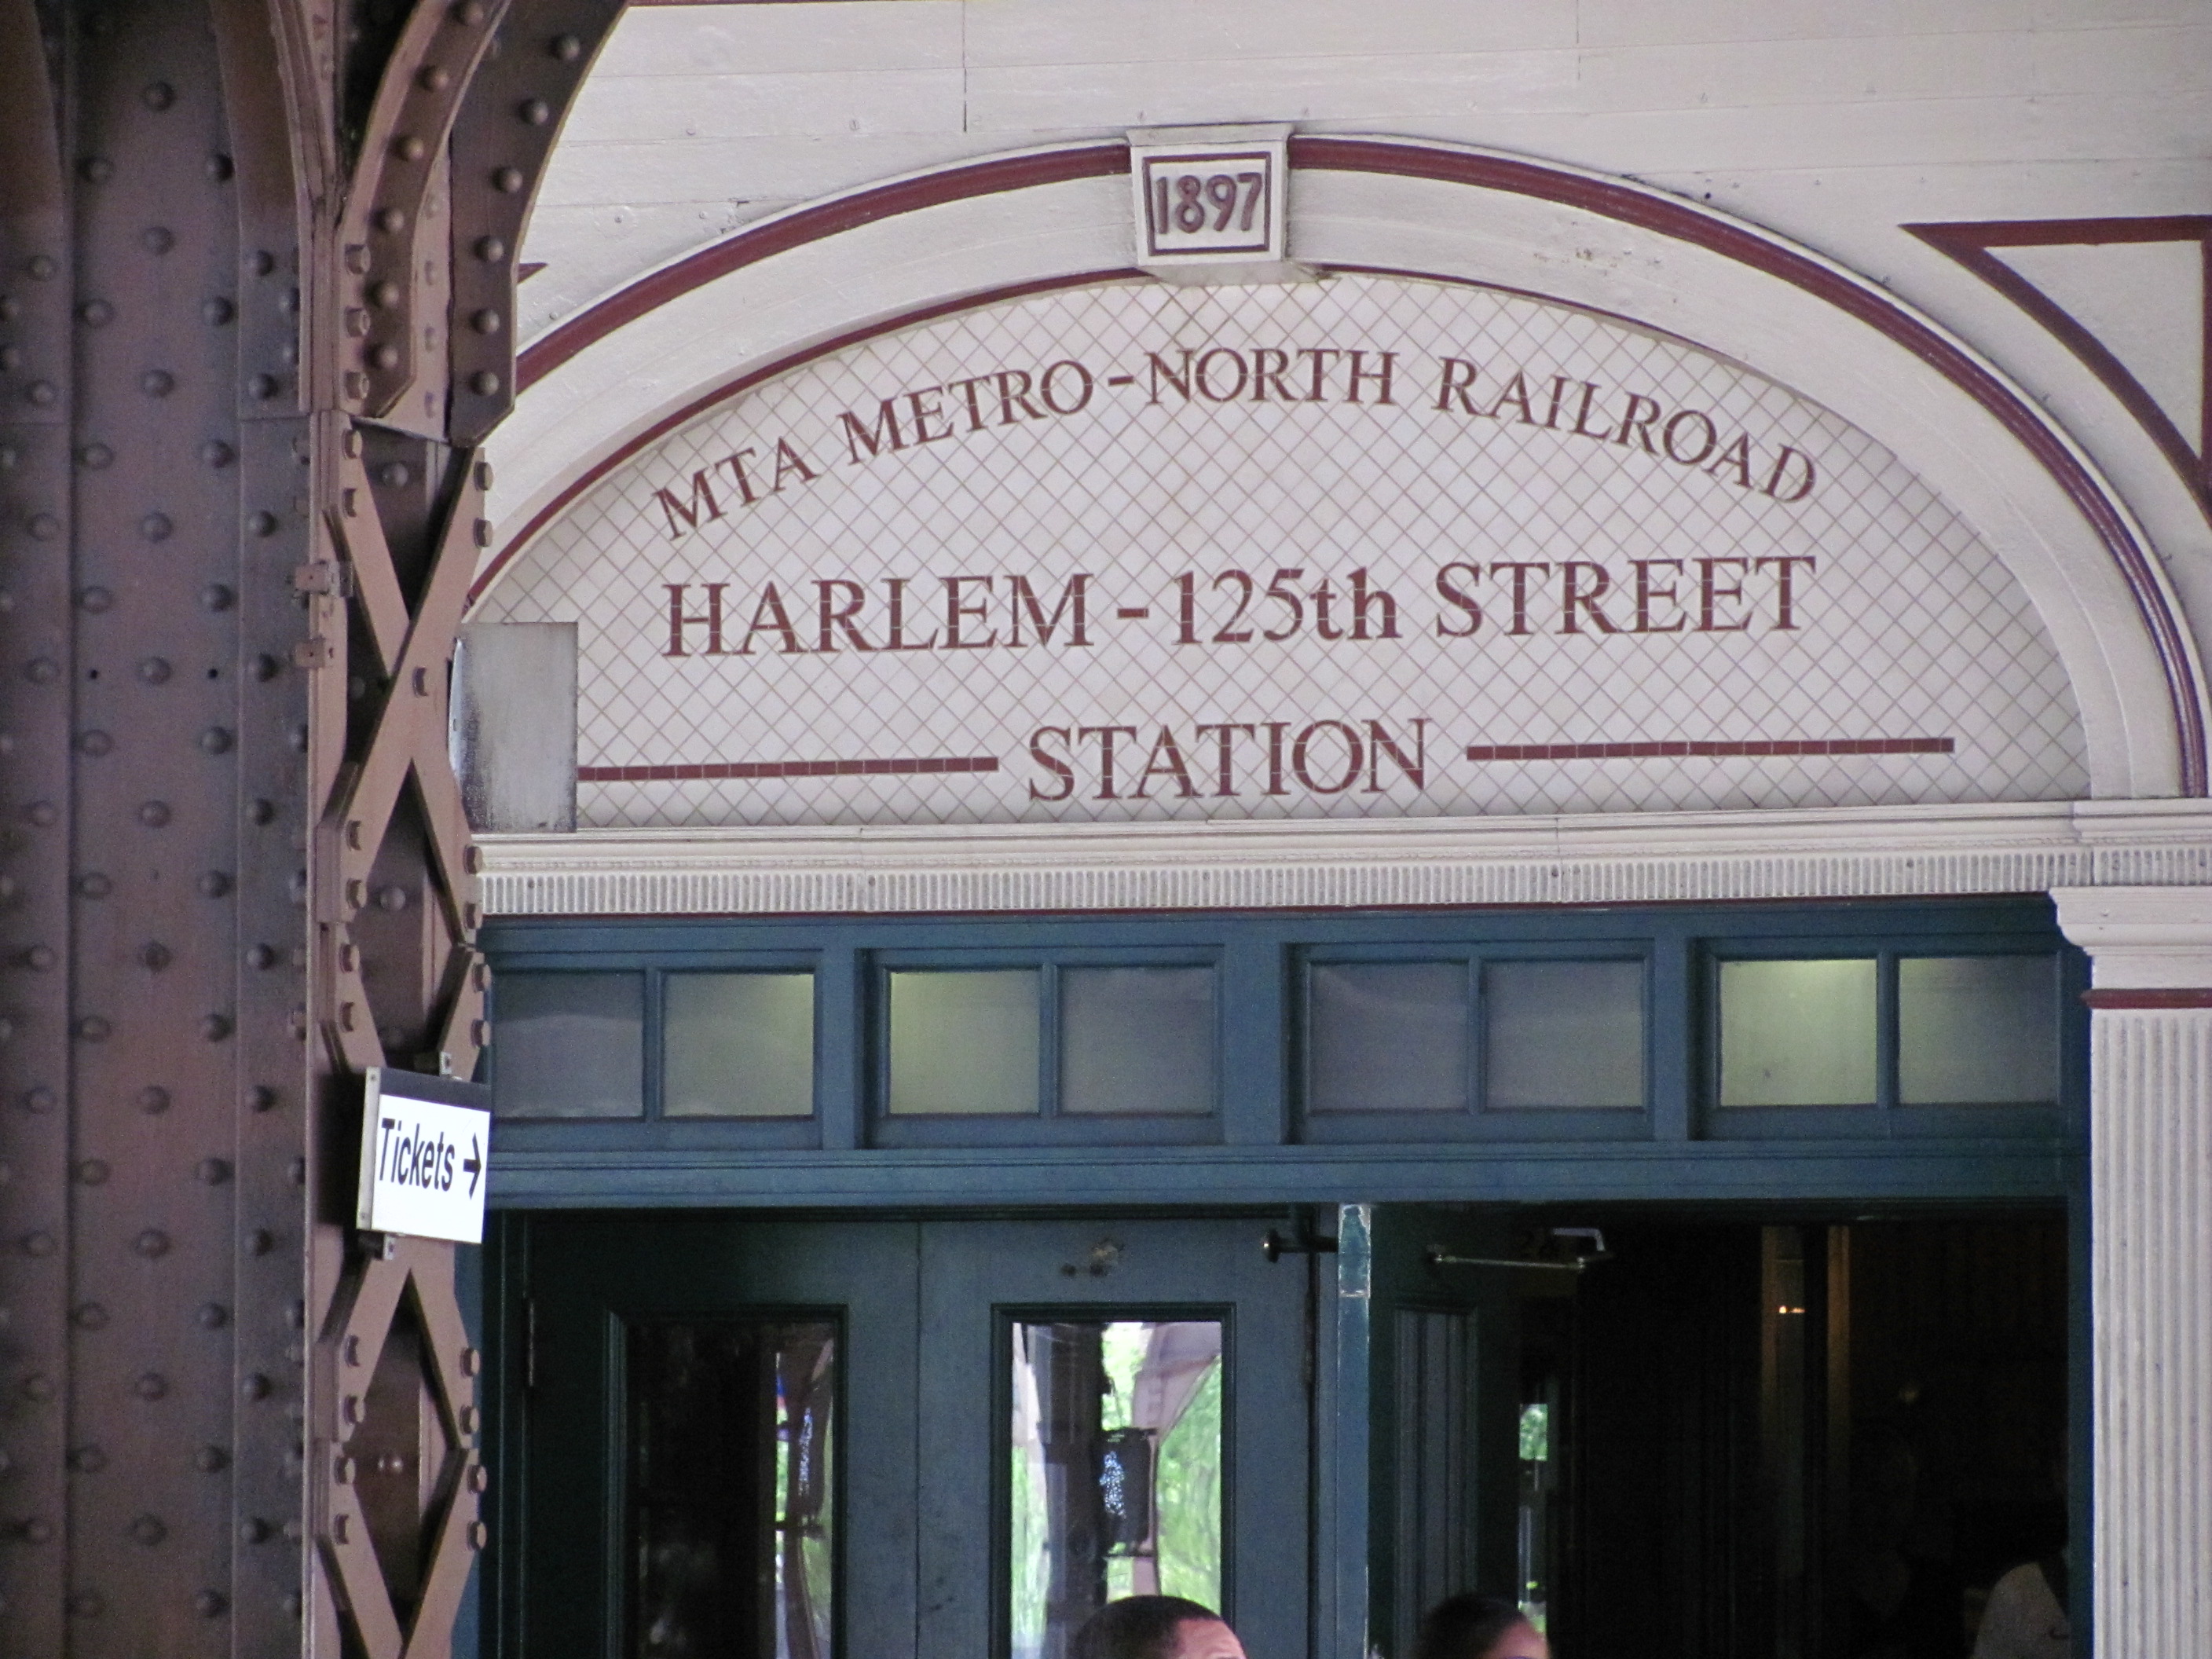 1897
MTA METRO-NORTH RAILROAD
HARLEM - 125th STREET
STATION
Tickets →